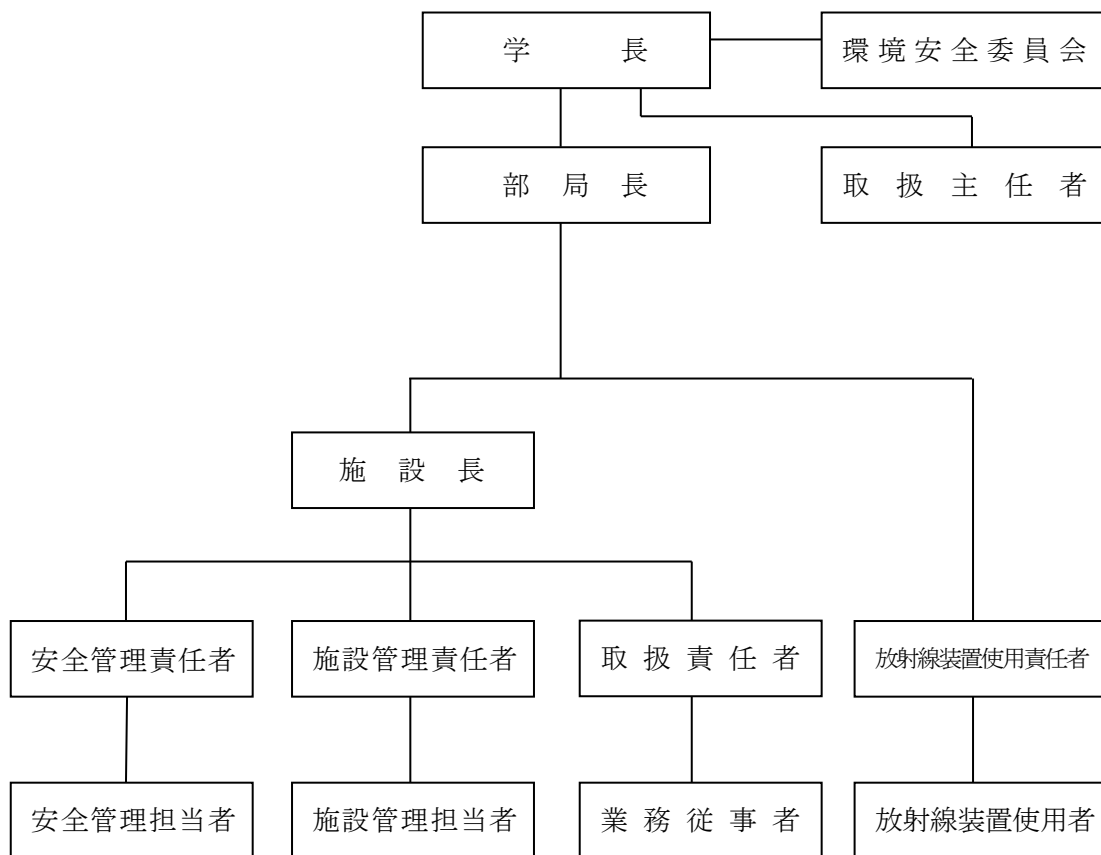 学長
環境安全委員会
部局長
取扱主任者
施設長
安全管理責任者
施設管理責任者
取扱責任者
放射線装置使用責任者
安全管理担当者
施設管理担当者
業務従事者
放射線装置使用者